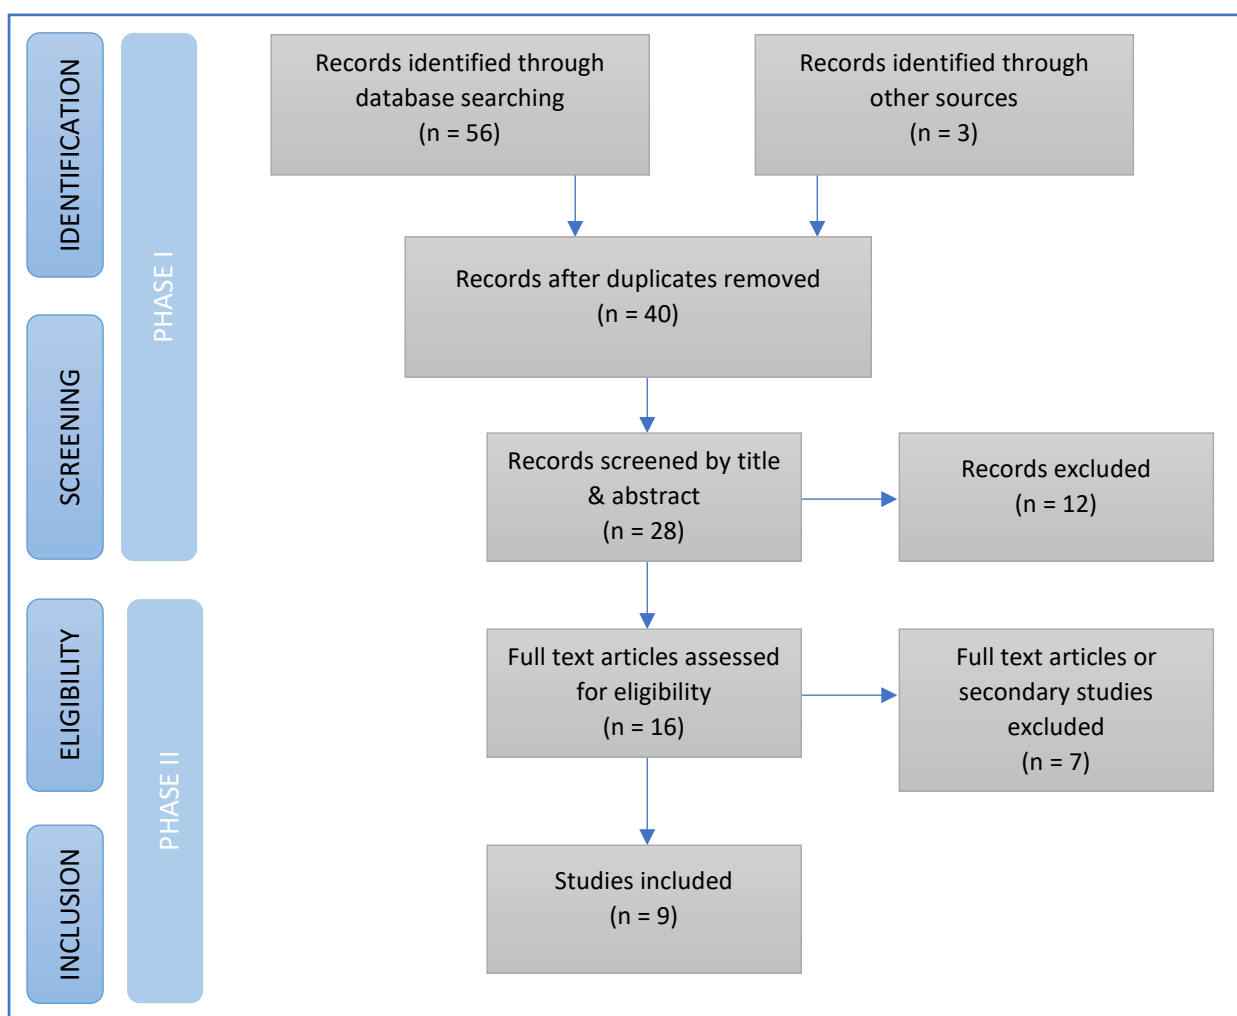 IDENTIFICATION
PHASE I
Records identified through
database searching
(n = 56)
Records identified through
other sources
(n = 3)
Records after duplicates removed
(n = 40)
SCREENING
Records screened by title
& abstract
(n = 28)
Records excluded
(n = 12)
ELIGIBILITY
PHASE II
Full text articles assessed
for eligibility
(n = 16)
Full text articles or
secondary studies
excluded
(n = 7)
INCLUSION
Studies included
(n = 9)